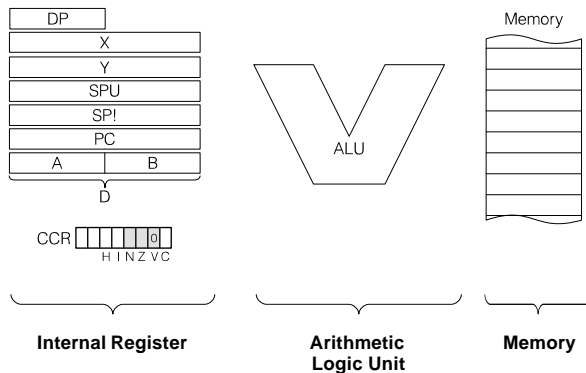 DP
X
Y
SPU
SP!
PC
A B
D
CCR 0
H I N Z V C
ALU
Memory
Internal Register
Arithmetic
Logic Unit
Memory